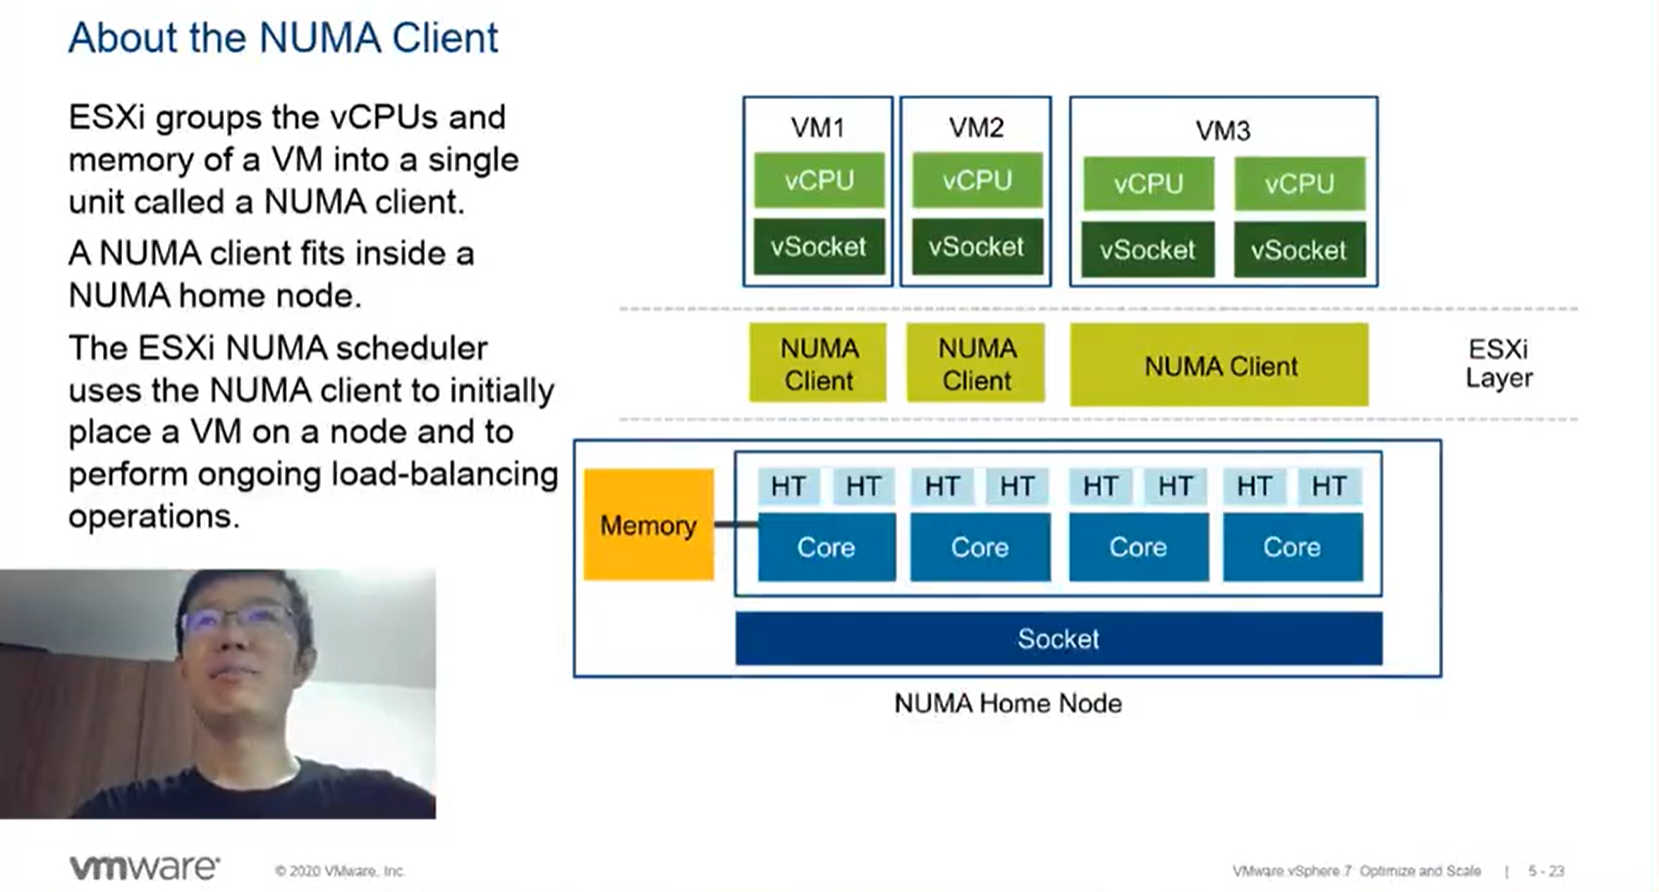 About the NUMA Client
ESXi groups the vCPUs and
memory of a VM into a single
unit called a NUMA client.
A NUMA client fits inside a
NUMA home node.
The ESXi NUMA scheduler
uses the NUMA client to initially
place a VM on a node and to
perform ongoing load-balancing
operations.
VM1 VM2 VM3
vCPU vCPU vCPU vCPU
vSocket vSocket vSocket vSocket
NUMA Client NUMA Client NUMA Client
ESXi Layer
Memory
HT HT HT HT HT HT HT HT
Core Core Core Core
Socket
NUMA Home Node
vmware®
© 2020 VMware, Inc.
VMware vSphere 7: Optimize and Scale | 5 - 23